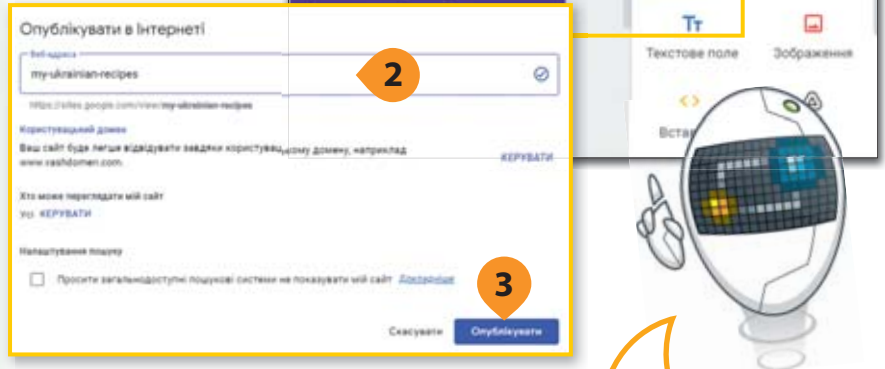 Опублікувати в Інтернеті
Веб-адреса
my-ukrainian-recipes
2
https://sites.google.com/view/my-ukrainian-recipes
Користувацький домен
Ваш сайт буде легше відвідувати завдяки користувацькому домену, наприклад
www.vashdomen.com.
КЕРУВАТИ
Хто може переглядати мій сайт
Усі КЕРУВАТИ
Налаштування пошуку
Просити загальнодоступні пошукові системи не показувати мій сайт Докладніше
3
Скасувати Опублікувати
Тт
Текстове поле Зображення
< >
Встав